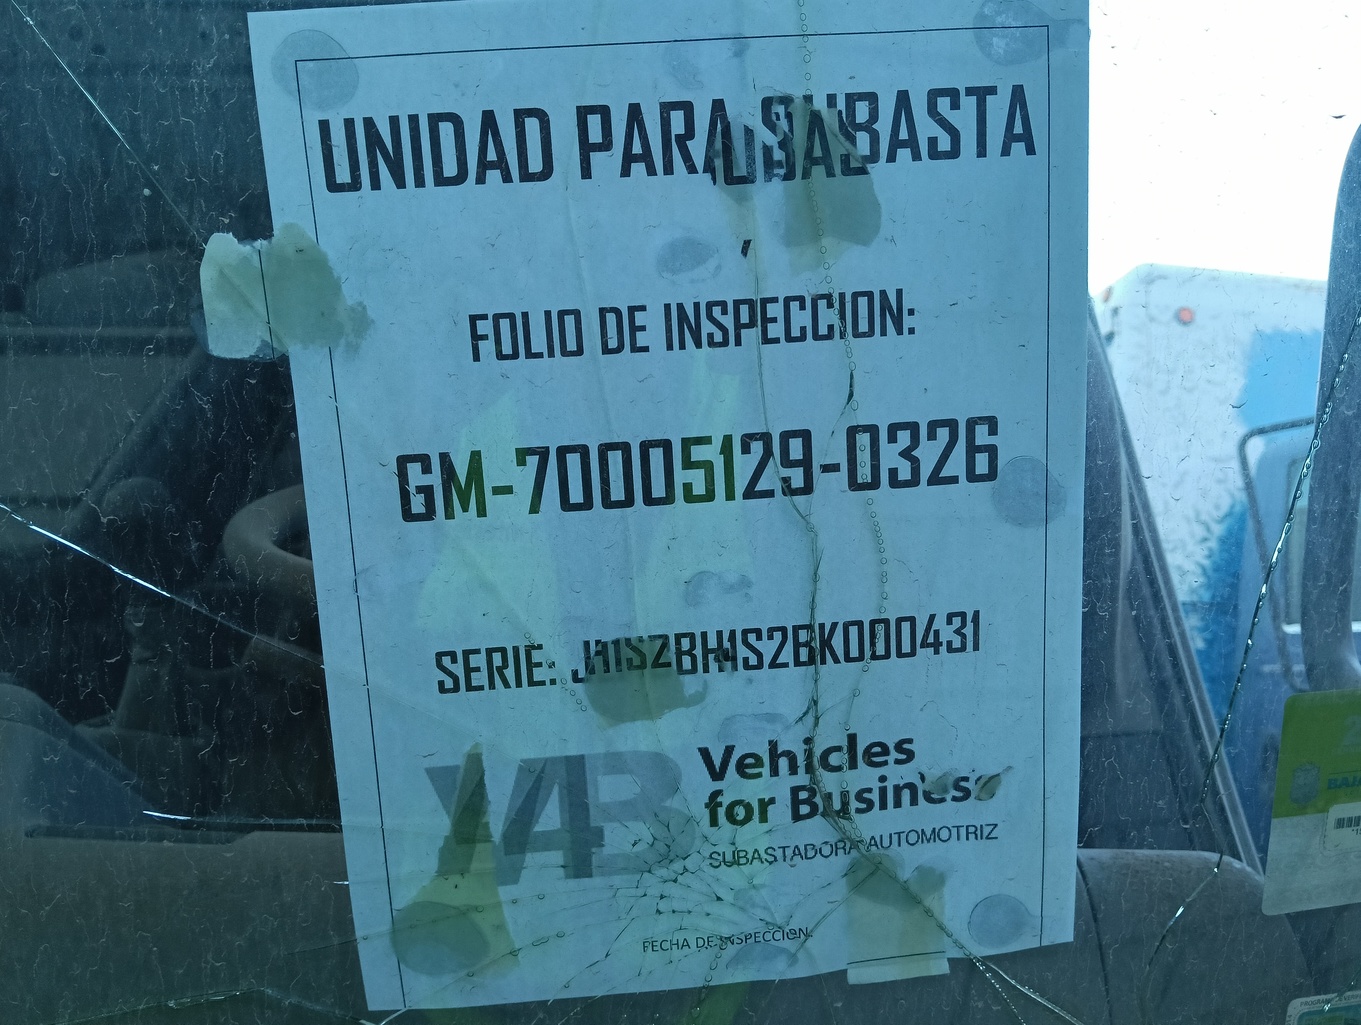 UNIDAD PARA SUBASTA
FOLIO DE INSPECCION:
GM-70005129-0326
SERIE:
V4B
Vehicles
for Business
SUBASTADORA AUTOMOTRIZ
FECHA DE INSPECCION: